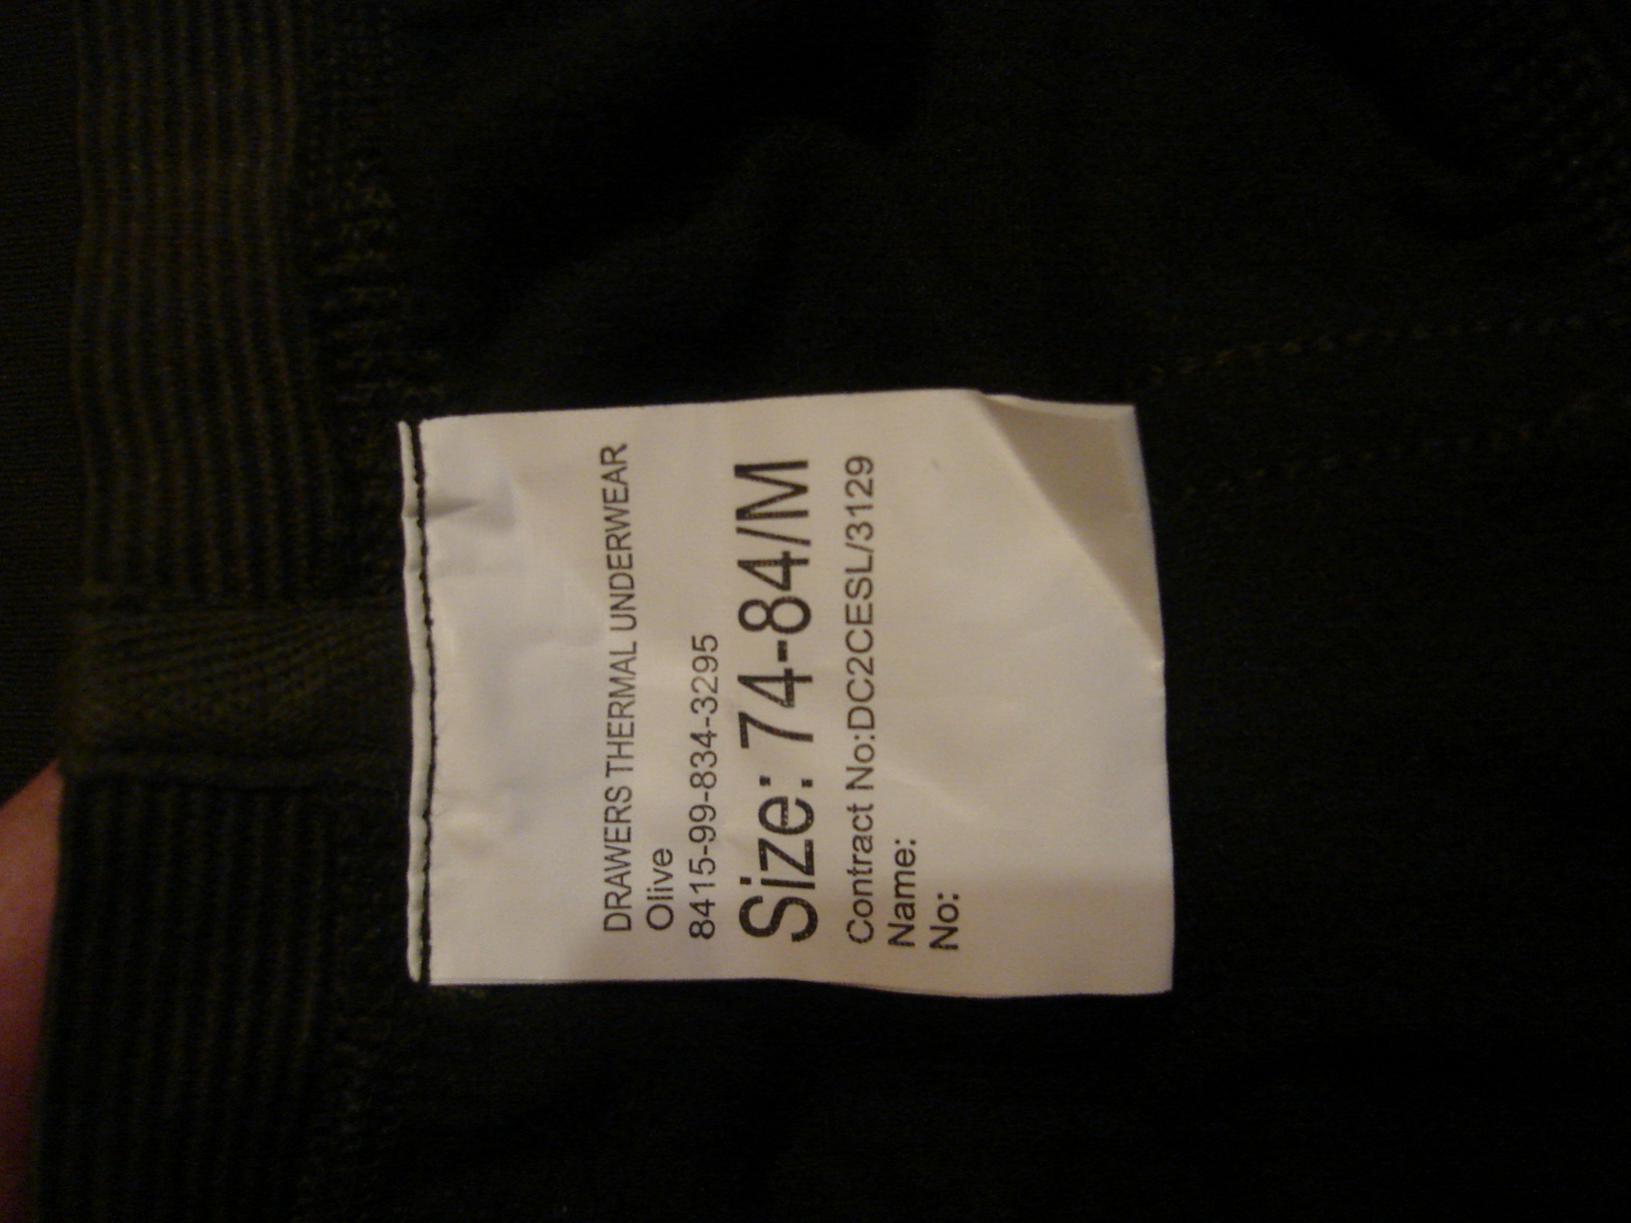 DRAWERS THERMAL UNDERWEAR
Olive
8415-99-834-3295
Size: 74-84/M
Contract No:DC2CESL/3129
Name:
No: